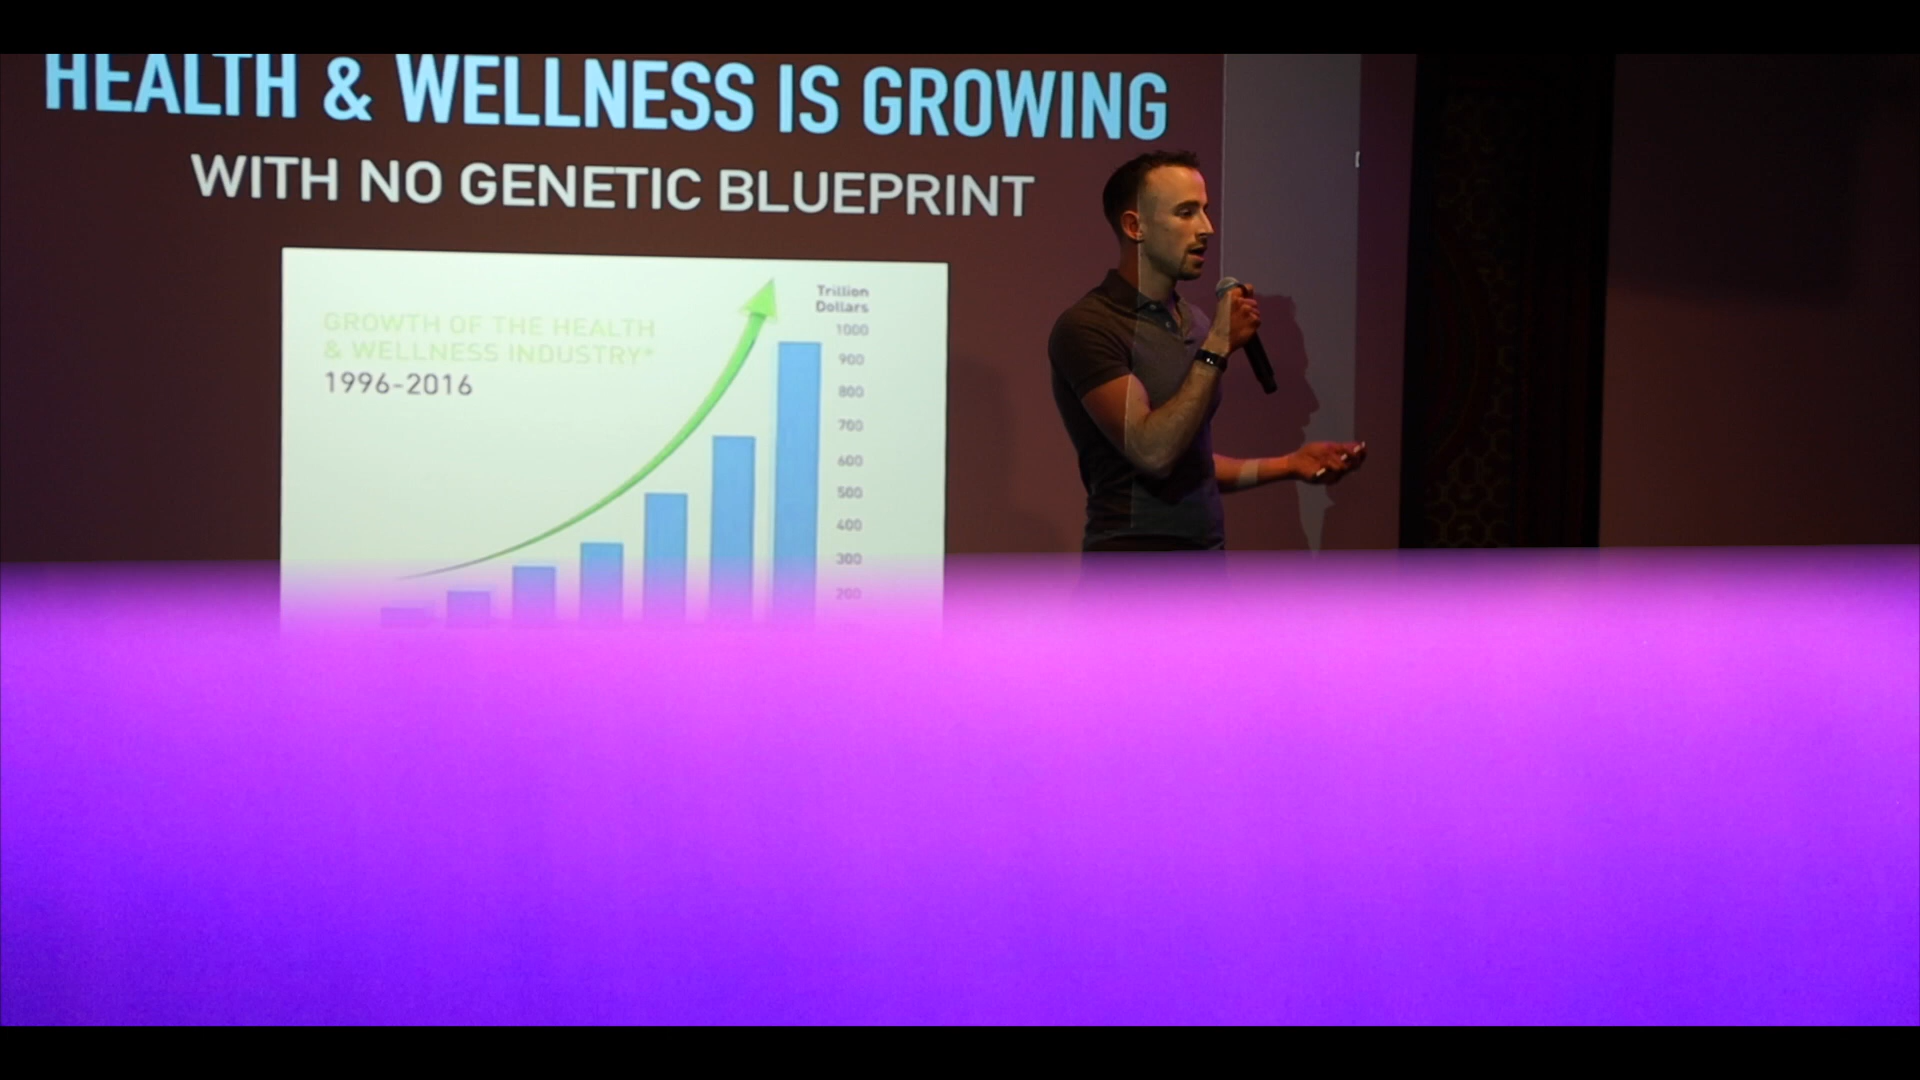 HEALTH & WELLNESS IS GROWING
WITH NO GENETIC BLUEPRINT
GROWTH OF THE HEALTH
& WELLNESS INDUSTRY*
1996-2016
Trillion
Dollars
1000
900
800
700
600
500
400
300
200